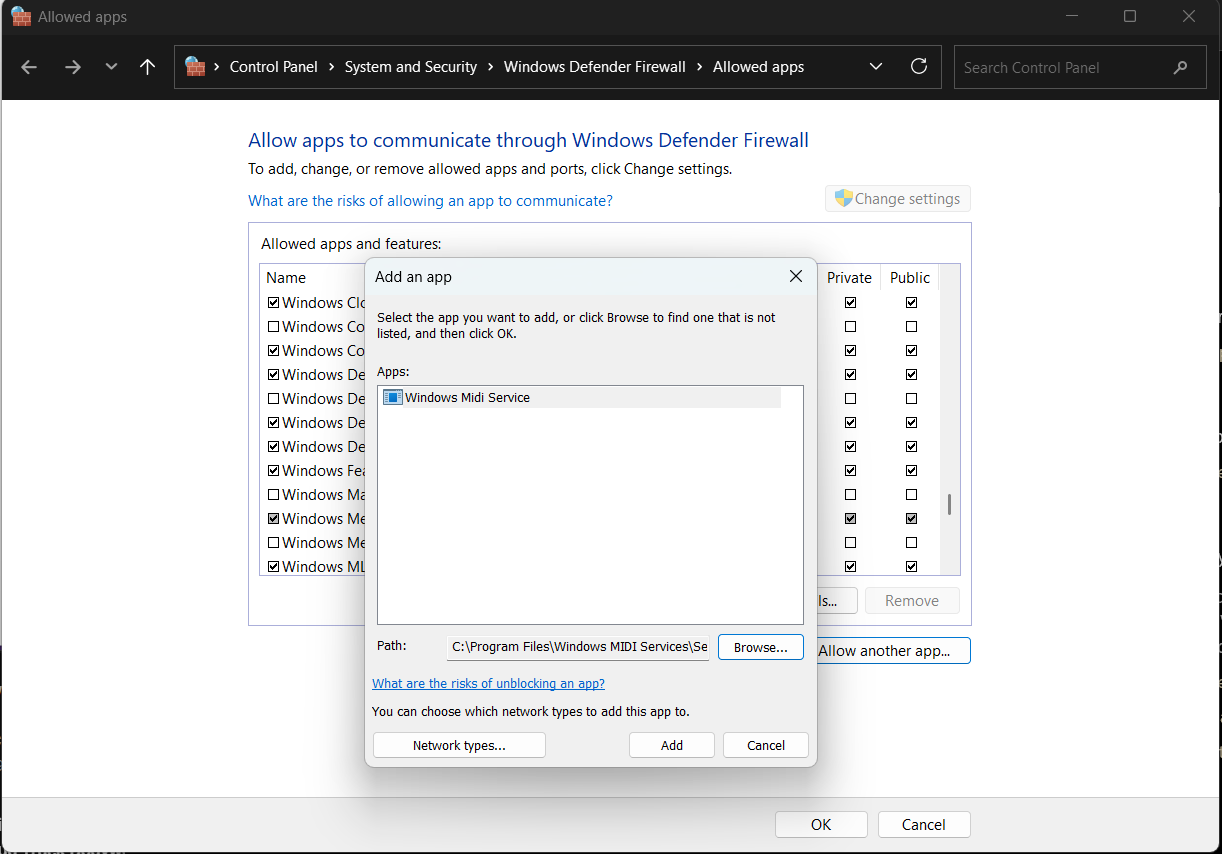 Allowed apps
Control Panel > System and Security > Windows Defender Firewall > Allowed apps
Search Control Panel
Allow apps to communicate through Windows Defender Firewall
To add, change, or remove allowed apps and ports, click Change settings.
What are the risks of allowing an app to communicate?
Change settings
Allowed apps and features:
Name
Private
Public
Windows Clo
Windows Co
Windows Co
Windows De
Windows De
Windows De
Windows De
Windows Fea
Windows Ma
Windows Me
Windows Me
Windows ML
ls...
Remove
Allow another app...
Add an app
Select the app you want to add, or click Browse to find one that is not
listed, and then click OK.
Apps:
Windows Midi Service
Path:
C:\Program Files\Windows MIDI Services\Se
Browse...
What are the risks of unblocking an app?
You can choose which network types to add this app to.
Network types...
Add
Cancel
OK
Cancel